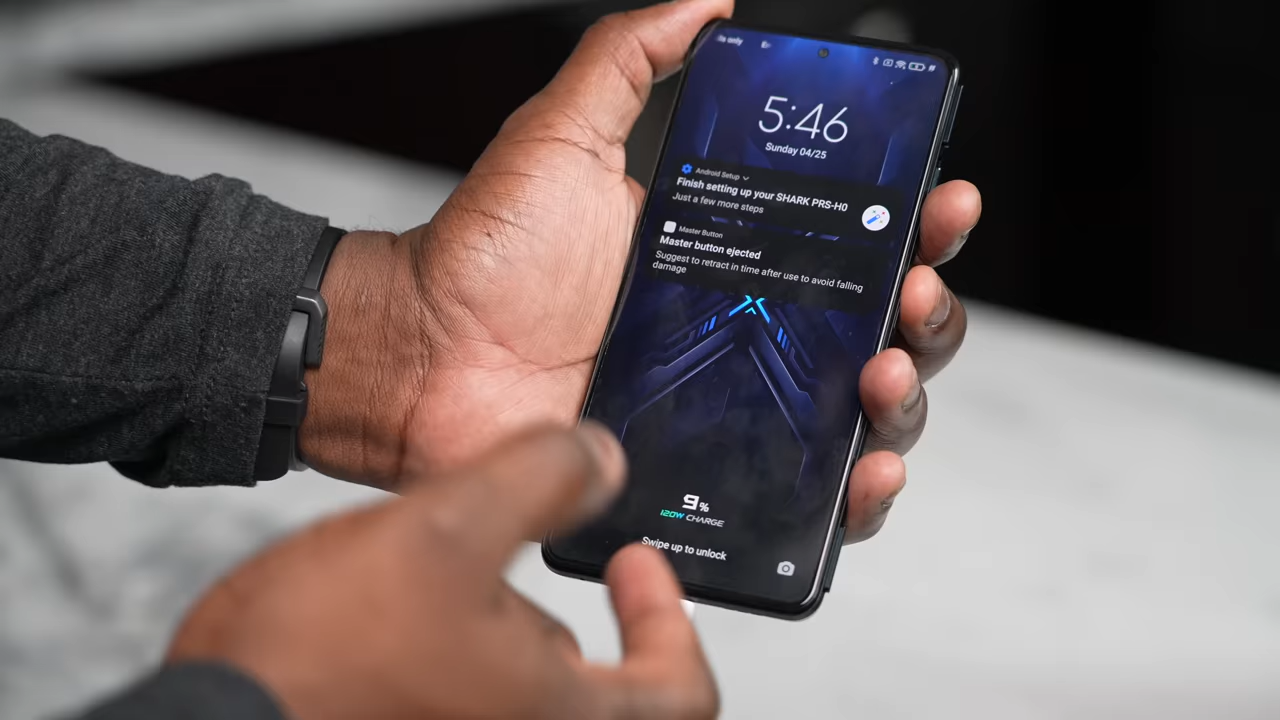 only
5:46
Sunday 04/25
Android Setup
Finish setting up your SHARK PRS-H0
Just a few more steps
Master Button
Master button ejected
Suggest to retract in time after use to avoid falling
damage
9%
120W CHARGE
Swipe up to unlock